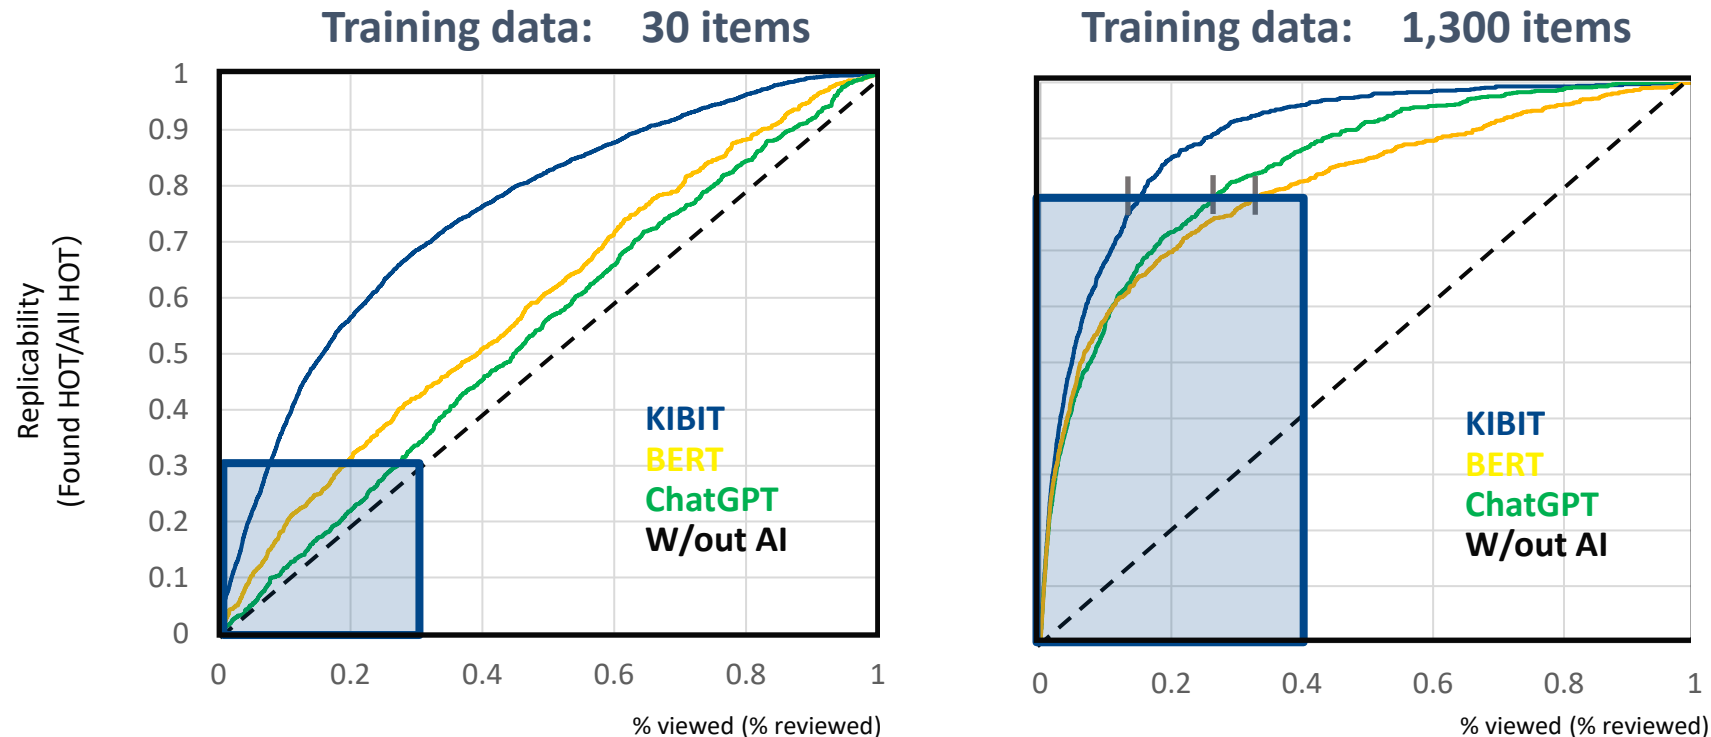 Training data: 30 items
1
0.9
0.8
0.7
0.6
0.5
0.4
0.3
0.2
0.1
0
Replicability
(Found HOT/All HOT)
KIBIT
BERT
ChatGPT
W/out AI
0 0.2 0.4 0.6 0.8 1
% viewed (% reviewed)
Training data: 1,300 items
KIBIT
BERT
ChatGPT
W/out AI
0 0.2 0.4 0.6 0.8 1
% viewed (% reviewed)